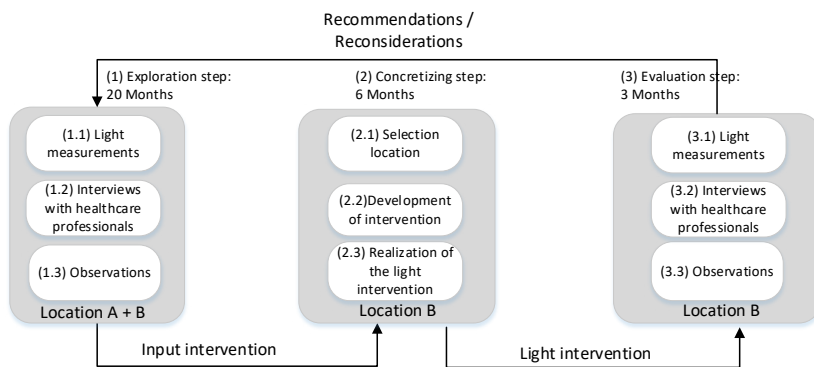 Recommendations /
Reconsiderations
(1) Exploration step:
20 Months
(1.1) Light
measurements
(1.2) Interviews
with healthcare
professionals
(1.3) Observations
Location A + B
(2) Concretizing step:
6 Months
(2.1) Selection
location
(2.2)Development
of intervention
(2.3) Realization of
the light
intervention
Location B
(3) Evaluation step:
3 Months
(3.1) Light
measurements
(3.2) Interviews
with healthcare
professionals
(3.3) Observations
Location B
Input intervention
Light intervention